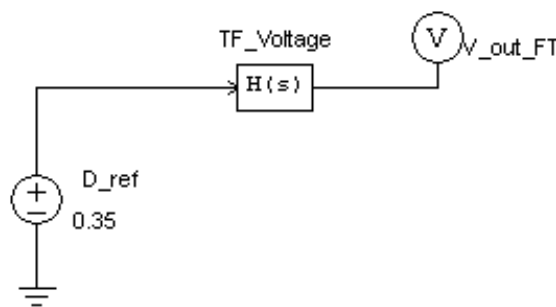 TF_Voltage
V
V_out_FT
H(s)
D_ref
0.35